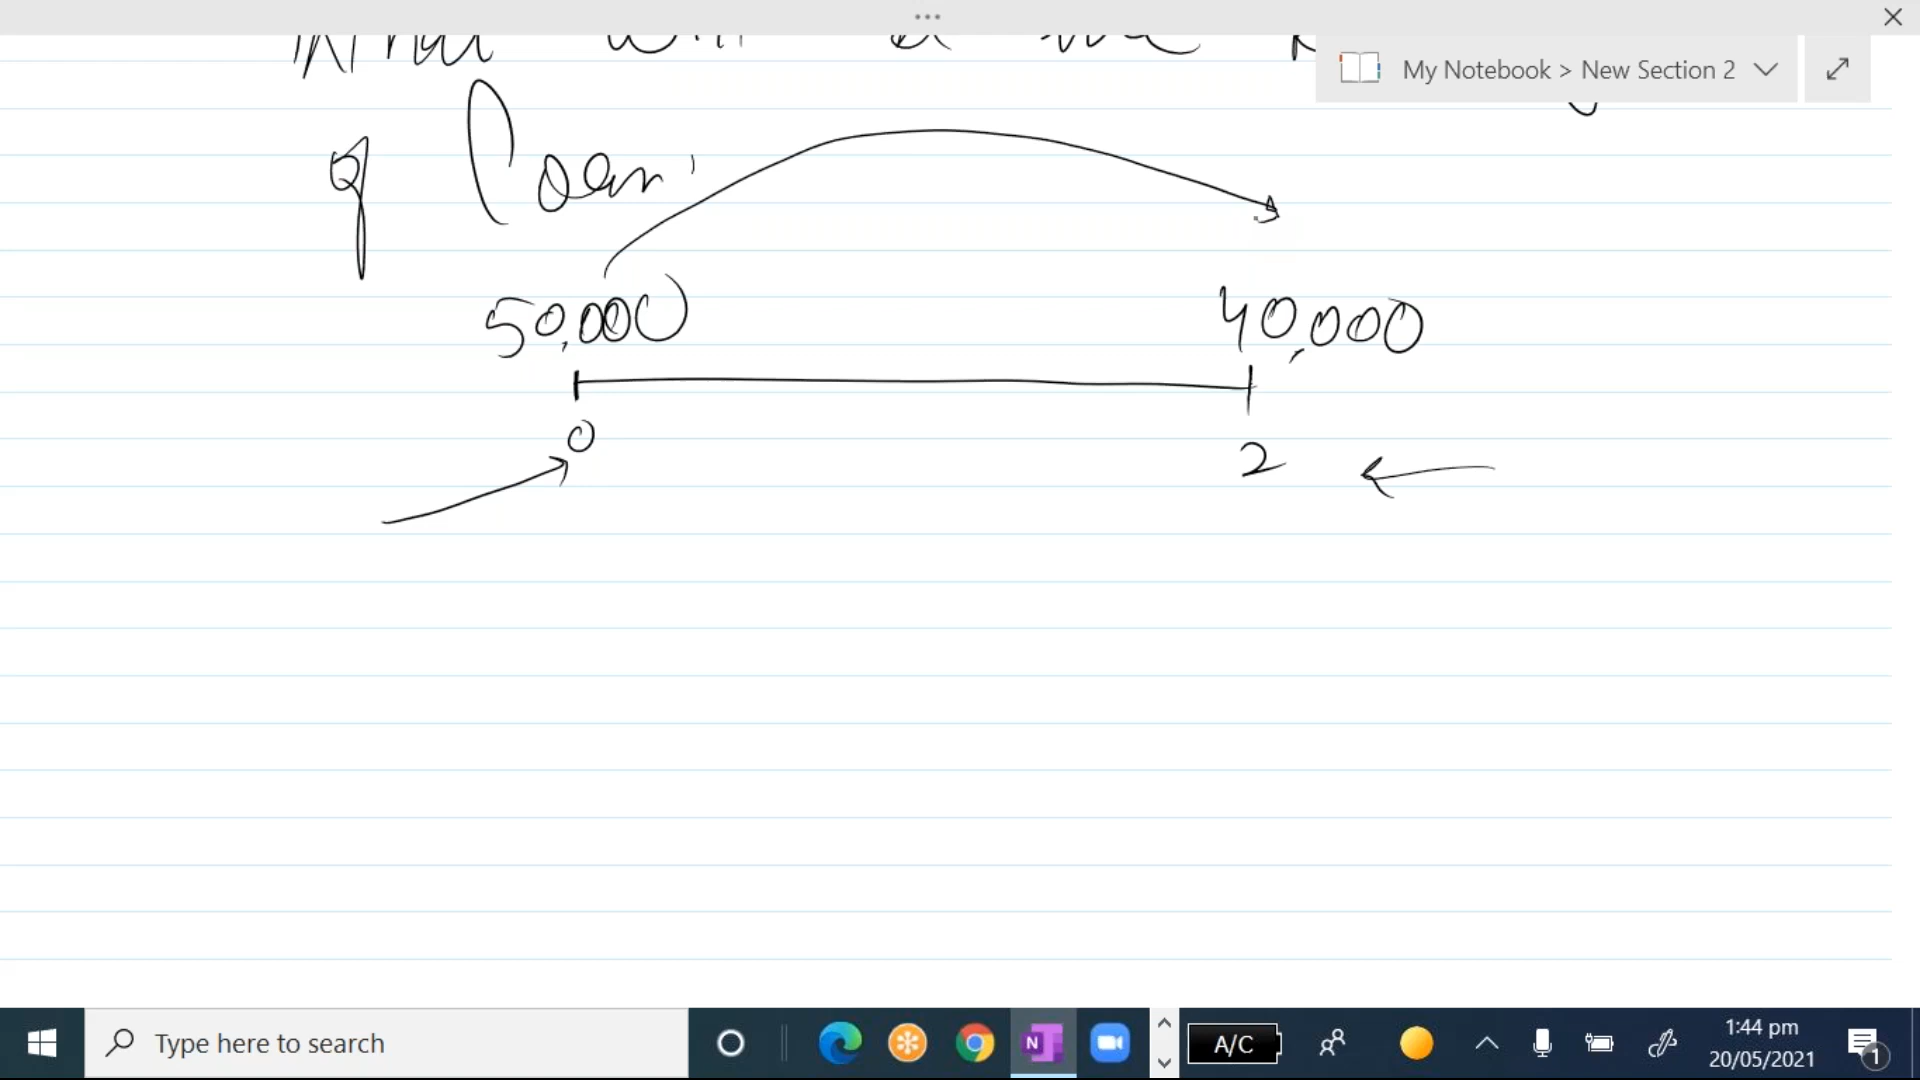 My Notebook > New Section 2
of Loan.
50,000 40,000
0 2
Type here to search
N
A/C
1:44 pm
20/05/2021
1